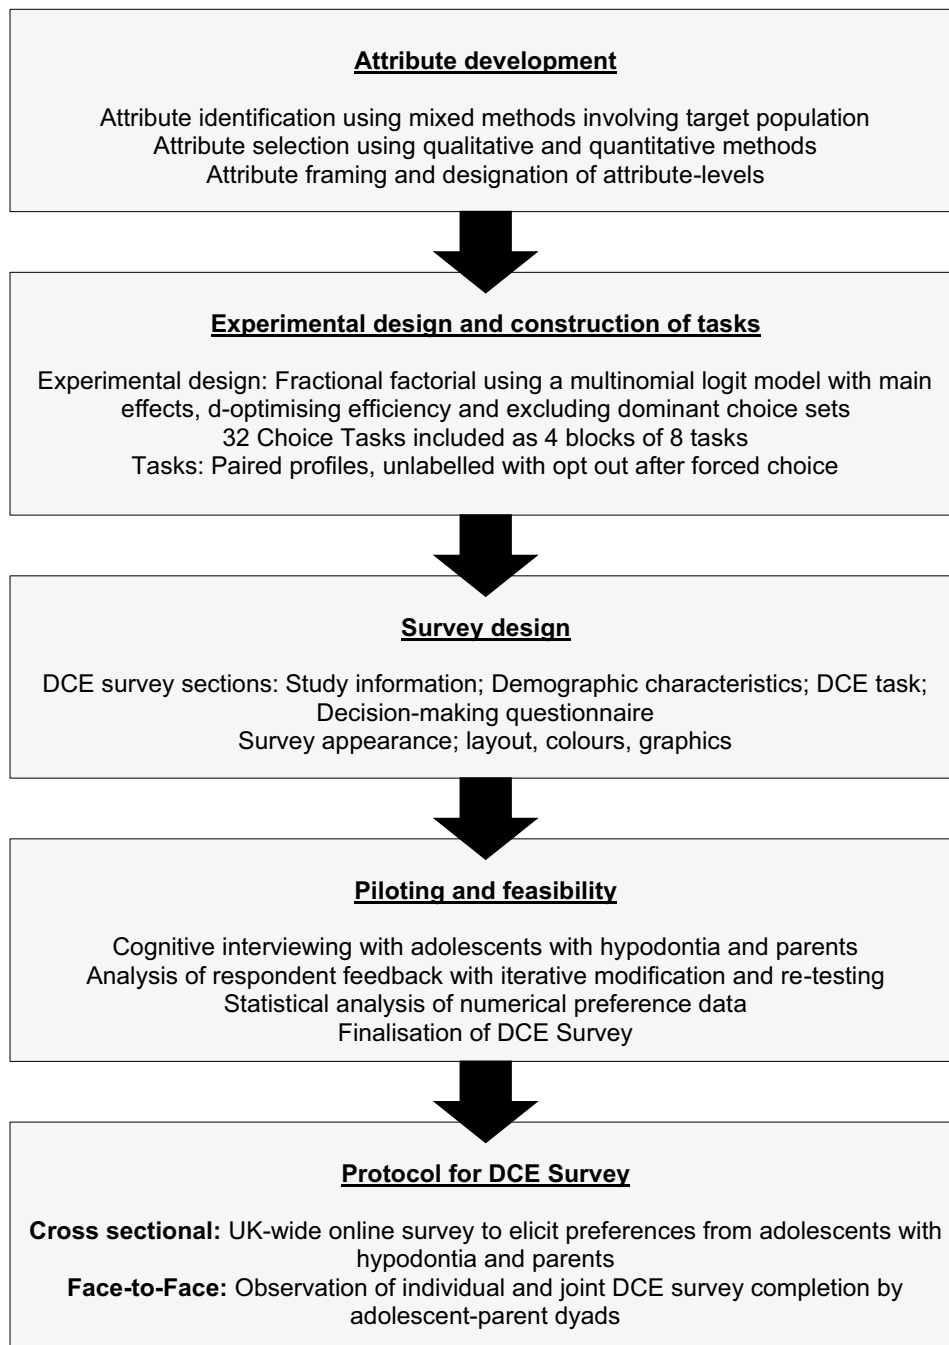 Attribute development
Attribute identification using mixed methods involving target population
Attribute selection using qualitative and quantitative methods
Attribute framing and designation of attribute-levels
Experimental design and construction of tasks
Experimental design: Fractional factorial using a multinomial logit model with main
effects, d-optimising efficiency and excluding dominant choice sets
32 Choice Tasks included as 4 blocks of 8 tasks
Tasks: Paired profiles, unlabelled with opt out after forced choice
Survey design
DCE survey sections: Study information; Demographic characteristics; DCE task;
Decision-making questionnaire
Survey appearance; layout, colours, graphics
Piloting and feasibility
Cognitive interviewing with adolescents with hypodontia and parents
Analysis of respondent feedback with iterative modification and re-testing
Statistical analysis of numerical preference data
Finalisation of DCE Survey
Protocol for DCE Survey
Cross sectional: UK-wide online survey to elicit preferences from adolescents with
hypodontia and parents
Face-to-Face: Observation of individual and joint DCE survey completion by
adolescent-parent dyads